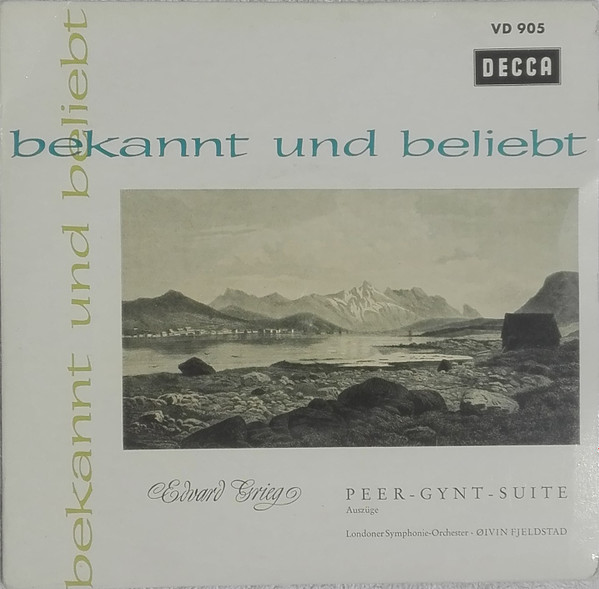 VD 905
DECCA
bekannt und beliebt
bekannt und beliebt
Edvard Grieg
PEER-GYNT-SUITE
Auszüge
Londoner Symphonie-Orchester - ØIVIN FJELDSTAD